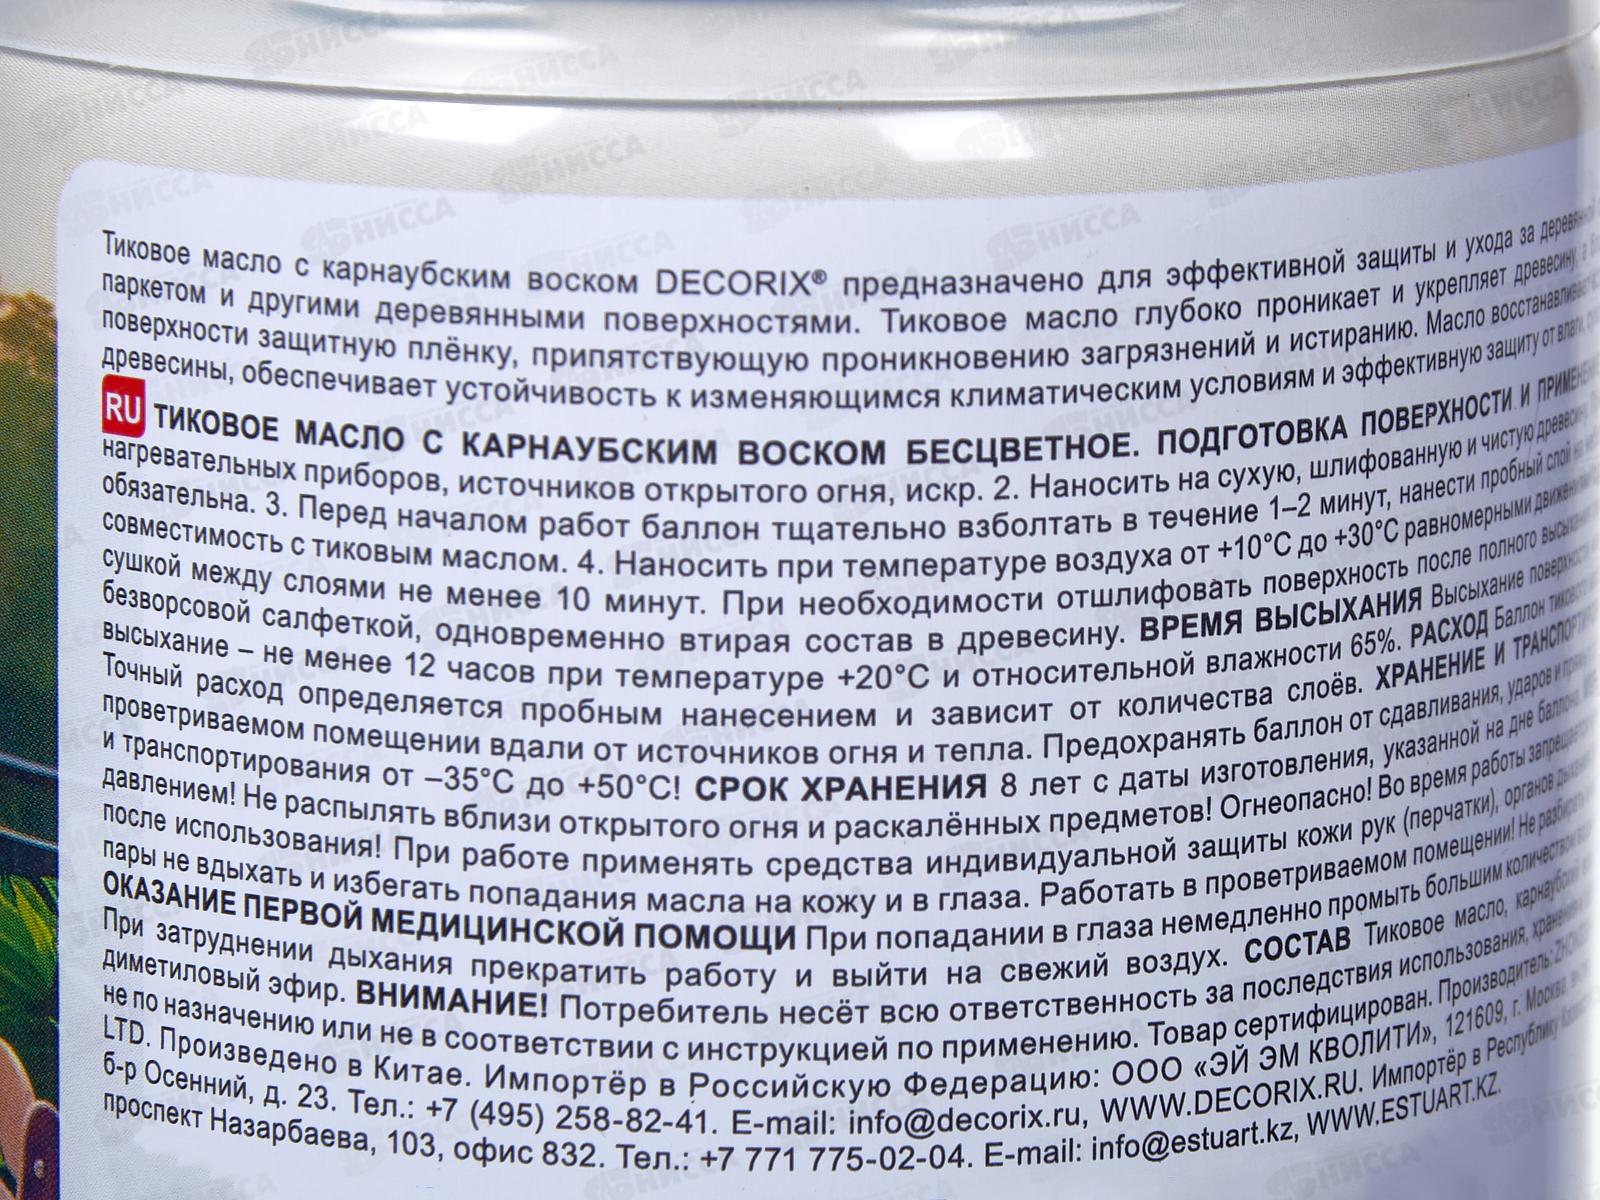 Тиковое масло с карнаубским воском DECORIX® предназначено для эффективной защиты и ухода за
паркетом и другими деревянными поверхностями. Тиковое масло глубоко проникает и укрепляет древесину, а
поверхности защитную плёнку, припятствующую проникновению загрязнений и истиранию. Масло
древесины, обеспечивает устойчивость к изменяющимся климатическим условиям и эффективную защиту от влаги,
RU ТИКОВОЕ МАСЛО С КАРНАУБСКИМ ВОСКОМ БЕСЦВЕТНОЕ. ПОДГОТОВКА ПОВЕРХНОСТИ И
нагревательных приборов, источников открытого огня, искр. 2. Наносить на сухую, шлифованную и чистую
обязательна. 3. Перед началом работ баллон тщательно взболтать в течение 1–2 минут, нанести пробный слой на
совместимость с тиковым маслом. 4. Наносить при температуре воздуха от +10°C до +30°C равномерными
сушкой между слоями не менее 10 минут. При необходимости отшлифовать поверхность после полного
безворсовой салфеткой, одновременно втирая состав в древесину. ВРЕМЯ ВЫСЫХАНИЯ Высыхание поверхности
высыхание – не менее 12 часов при температуре +20°C и относительной влажности 65%. РАСХОД Баллон тикового
Точный расход определяется пробным нанесением и зависит от количества слоёв. ХРАНЕНИЕ И
проветриваемом помещении вдали от источников огня и тепла. Предохранять баллон от сдавливания, ударов и
и транспортирования от –35°C до +50°C! СРОК ХРАНЕНИЯ 8 лет с даты изготовления, указанной на дне баллона.
давлением! Не распылять вблизи открытого огня и раскалённых предметов! Огнеопасно! Во время работы
после использования! При работе применять средства индивидуальной защиты кожи рук (перчатки), органов
пары не вдыхать и избегать попадания масла на кожу и в глаза. Работать в проветриваемом помещении! Не
ОКАЗАНИЕ ПЕРВОЙ МЕДИЦИНСКОЙ ПОМОЩИ При попадании в глаза немедленно промыть большим количеством
При затруднении дыхания прекратить работу и выйти на свежий воздух. СОСТАВ Тиковое масло, карнаубский
диметиловый эфир. ВНИМАНИЕ! Потребитель несёт всю ответственность за последствия использования,
не по назначению или не в соответствии с инструкцией по применению. Товар сертифицирован. Производитель:
LTD. Произведено в Китае. Импортёр в Российскую Федерацию: ООО «ЭЙ ЭМ КВОЛИТИ», 121609, г. Москва,
б-р Осенний, д. 23. Тел.: +7 (495) 258-82-41. E-mail: info@decorix.ru, WWW.DECORIX.RU. Импортёр в Республику
проспект Назарбаева, 103, офис 832. Тел.: +7 771 775-02-04. E-mail: info@estuart.kz, WWW.ESTUART.KZ.